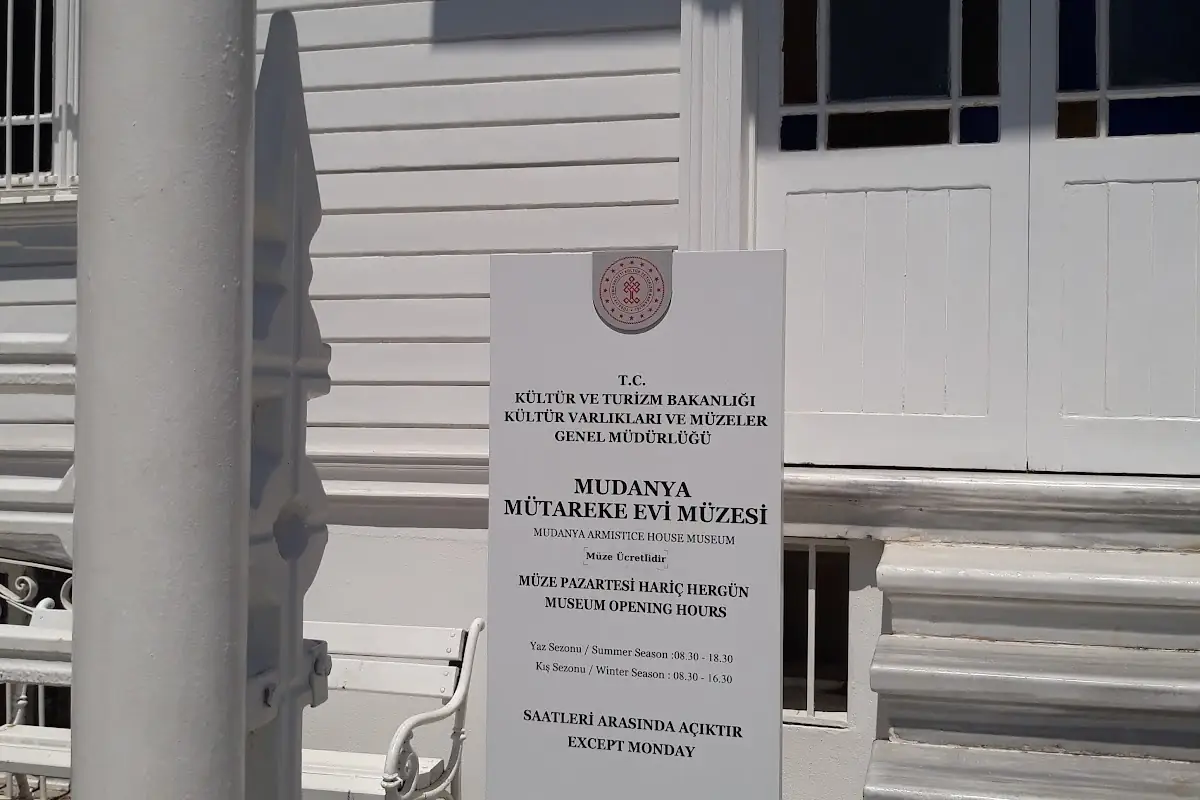 T.C.
KÜLTÜR VE TURİZM BAKANLIĞI
KÜLTÜR VARLIKLARI VE MÜZELER
GENEL MÜDÜRLÜĞÜ
MUDANYA
MÜTAREKE EVİ MÜZESİ
MUDANYA ARMISTICE HOUSE MUSEUM
Müze Ücretlidir
MÜZE PAZARTESİ HARİÇ HERGÜN
MUSEUM OPENING HOURS
Yaz Sezonu / Summer Season :08.30 - 18.30
Kış Sezonu / Winter Season : 08.30 - 16.30
SAATLERİ ARASINDA AÇIKTIR
EXCEPT MONDAY